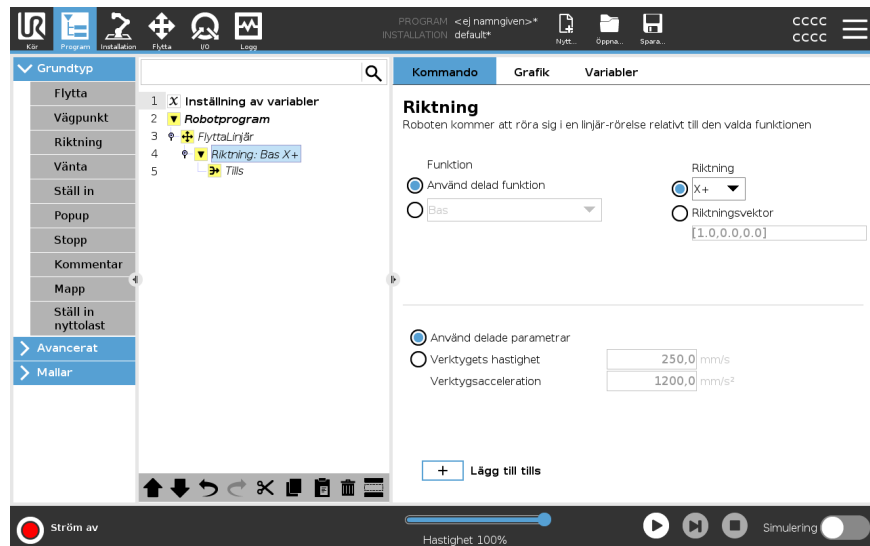 PROGRAM <ej namngiven>*
INSTALLATION default*
Kör
Program
Installation
Flytta
I/O
Logg
Nytt...
Öppna...
Spara...
cccc
cccc
Grundtyp
Flytta
Vägpunkt
Riktning
Vänta
Ställ in
Popup
Stopp
Kommentar
Mapp
Ställ in
nyttolast
Avancerat
Mallar
1 X Inställning av variabler
2 Robotprogram
3 FlyttaLinjär
4 Riktning: Bas X+
5 Tills
Kommando
Grafik
Variabler
Riktning
Roboten kommer att röra sig i en linjär-rörelse relativt till den valda funktionen
Funktion
Använd delad funktion
Bas
Riktning
X+
Riktningsvektor
[1.0,0.0,0.0]
Använd delade parametrar
Verktygets hastighet 250,0 mm/s
Verktygsacceleration 1200,0 mm/s²
+ Lägg till tills
Ström av
Hastighet 100%
Simulering